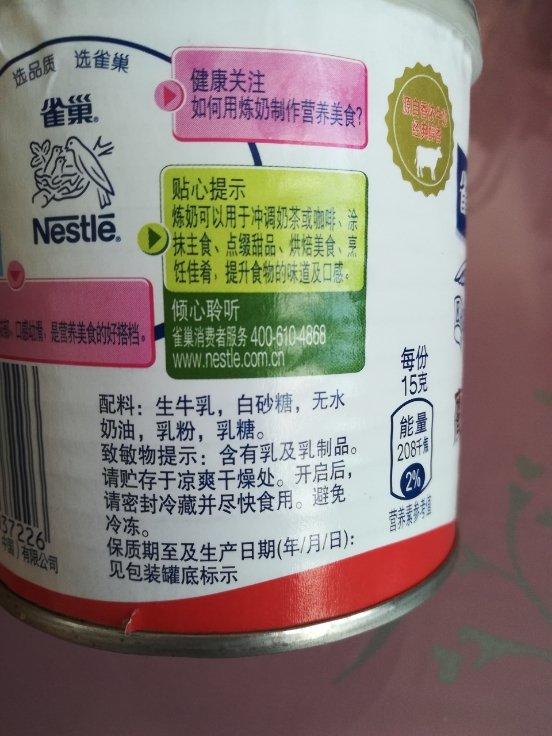 选品质 选雀巢
雀巢®
Nestlé®
健康关注
如何用炼奶制作营养美食?
贴心提示
炼奶可以用于冲调奶茶或咖啡、涂
抹主食、点缀甜品、烘焙美食、烹
饪佳肴，提升食物的味道及口感。
倾心聆听
雀巢消费者服务 400-610-4868
www.nestle.com.cn
口感幼滑，是营养美食的好搭档。
配料：生牛乳，白砂糖，无水
奶油，乳粉，乳糖。
致敏物提示：含有乳及乳制品。
请贮存于凉爽干燥处。开启后，
请密封冷藏并尽快食用。避免
冷冻。
保质期至及生产日期(年/月/日)：
见包装罐底标示
37226
有限公司
每份
15克
能量
208千焦
2%
营养素参考值